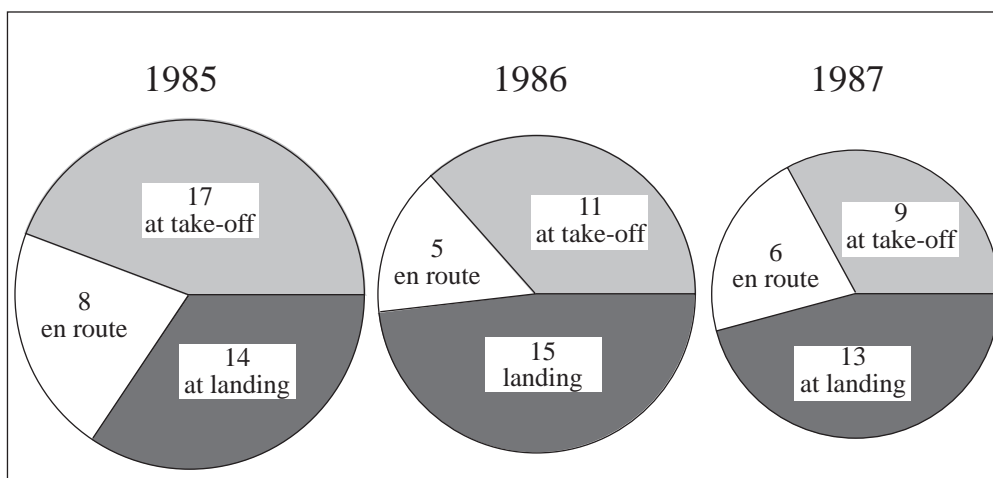 1985
1986
1987
17
at take-off
8
en route
14
at landing
11
at take-off
5
en route
15
landing
9
at take-off
6
en route
13
at landing